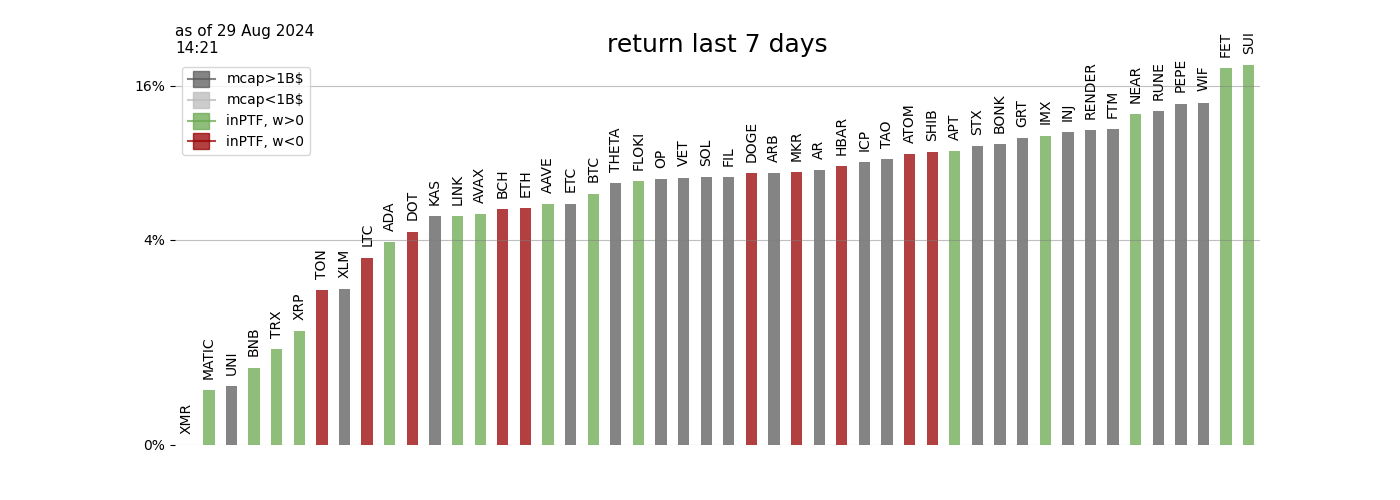 as of 29 Aug 2024
14:21
return last 7 days
mcap>1B$
mcap<1B$
inPTF, w>0
inPTF, w<0
16%
4%
0%
XMR
MATIC
UNI
BNB
TRX
XRP
TON
XLM
LTC
ADA
DOT
KAS
LINK
AVAX
BCH
ETH
AAVE
ETC
BTC
THETA
FLOKI
OP
VET
SOL
FIL
DOGE
ARB
MKR
AR
HBAR
ICP
TAO
ATOM
SHIB
APT
STX
BONK
GRT
IMX
INJ
RENDER
FTM
NEAR
RUNE
PEPE
WIF
FET
SUI